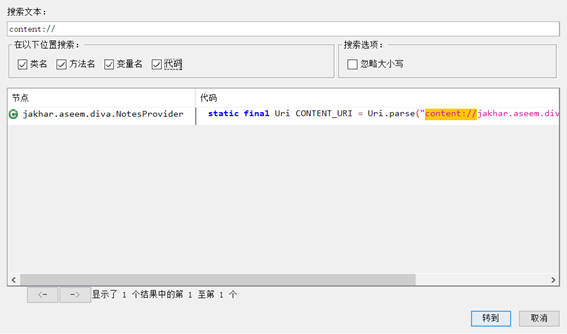 搜索文本:
content://
在以下位置搜索:
类名 方法名 变量名 代码
搜索选项:
忽略大小写
节点 代码
jakhar.aseem.diva.NotesProvider static final Uri CONTENT_URI = Uri.parse("content://jakhar.aseem.div
<- -> 显示了 1 个结果中的第 1 至第 1 个
转到 取消